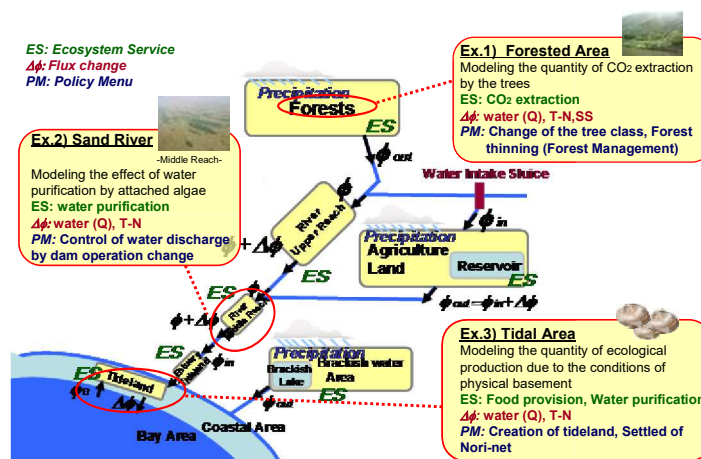 ES: Ecosystem Service
Δϕ: Flux change
PM: Policy Menu
Ex.1) Forested Area
Modeling the quantity of CO2 extraction
by the trees
ES: CO2 extraction
Δϕ: water (Q), T-N,SS
PM: Change of the tree class, Forest
thinning (Forest Management)
Precipitation
Forests
ES
ϕ out
Ex.2) Sand River
-Middle Reach-
Modeling the effect of water
purification by attached algae
ES: water purification
Δϕ: water (Q), T-N
PM: Control of water discharge
by dam operation change
Water Intake Sluice
ϕ
ϕ in
River
Upper Reach
ϕ + Δϕ
ES
Precipitation
Agriculture
Land
Reservoir
ES
ϕ out = ϕ in + Δϕ
ES
ϕ
River
Middle Reach
ϕ + Δϕ
ES
ϕ in
Precipitation
Brackish water
Area
Brackish
Lake
ES
ϕ out
ES
Tideland
Δϕ
Coastal Area
Bay Area
Ex.3) Tidal Area
Modeling the quantity of ecological
production due to the conditions of
physical basement
ES: Food provision, Water purification
Δϕ: water (Q), T-N
PM: Creation of tideland, Settled of
Nori-net